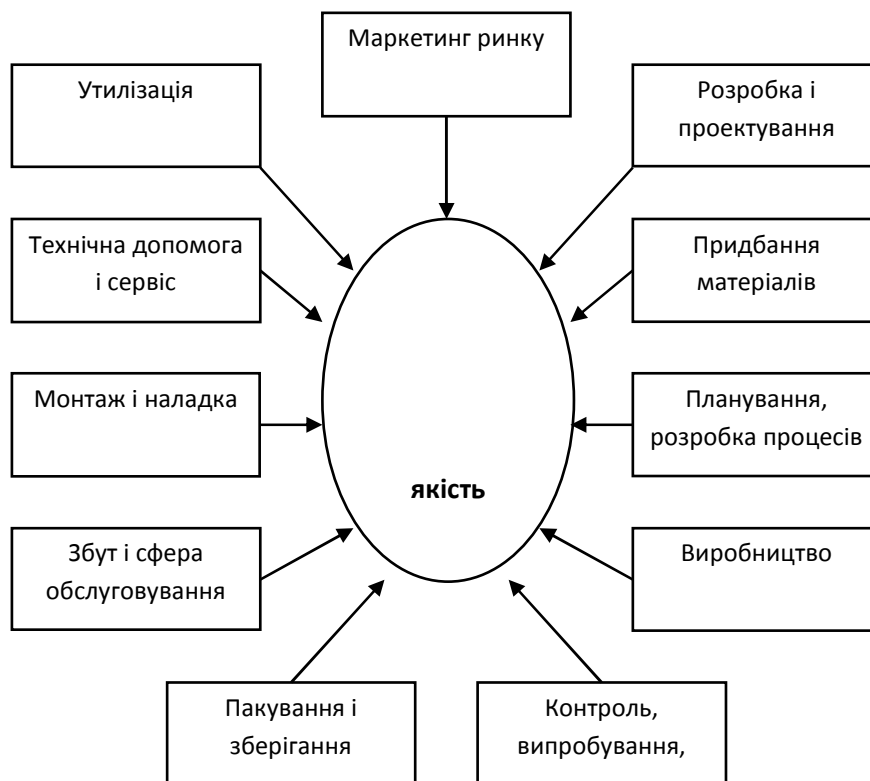 Маркетинг ринку
Утилізація
Розробка і
проектування
Технічна допомога
і сервіс
Придбання
матеріалів
Монтаж і наладка
Планування,
розробка процесів
якість
Збут і сфера
обслуговування
Виробництво
Пакування і
зберігання
Контроль,
випробування,